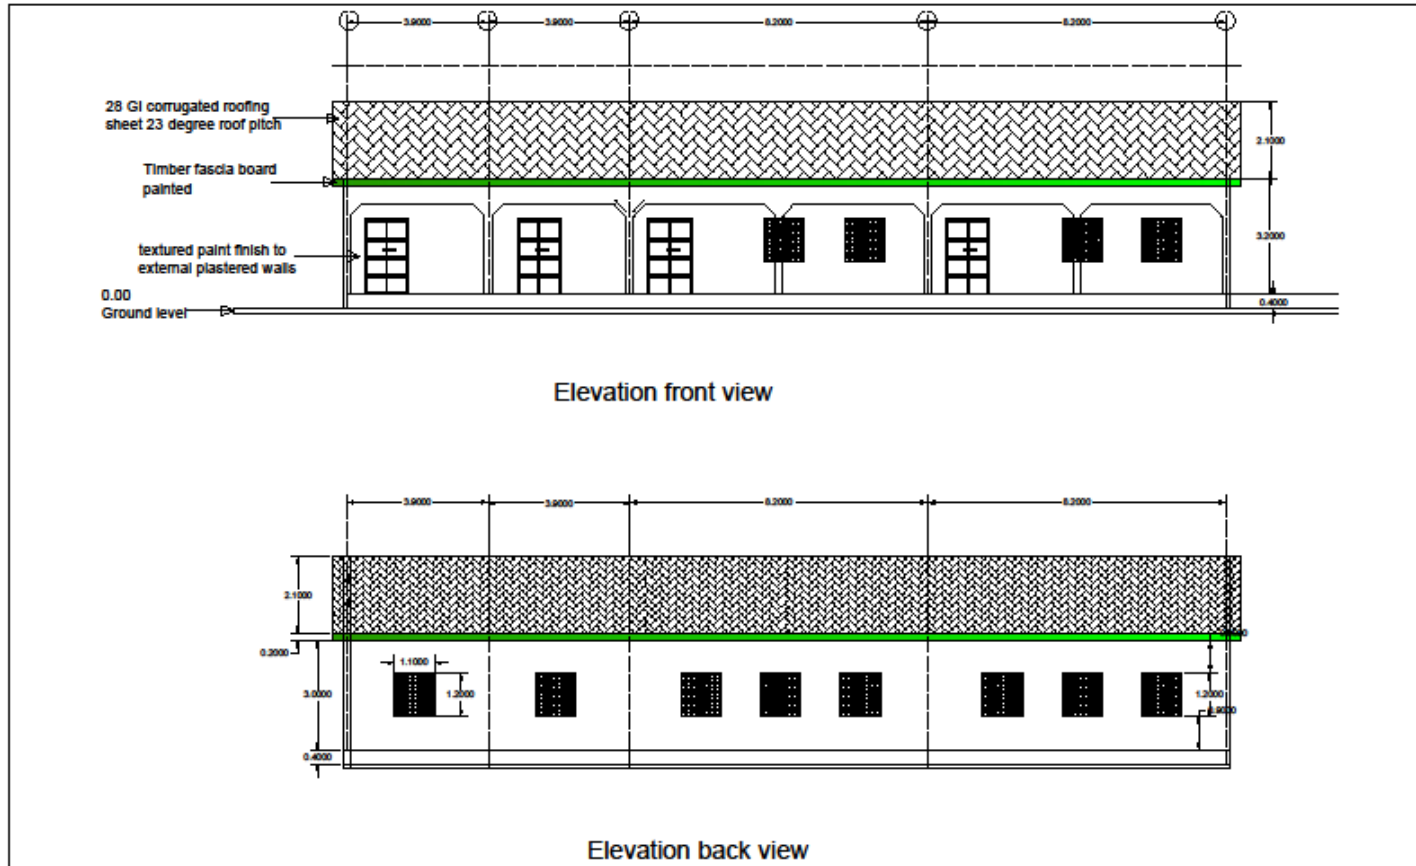 3.9000 3.9000 8.2000 8.2000
28 GI corrugated roofing
sheet 23 degree roof pitch
2.1000
Timber fascia board
painted
3.2000
textured paint finish to
external plastered walls
0.00
Ground level
0.4000
Elevation front view
3.9000 3.9000 8.2000 8.2000
2.1000
0.2000
1.1000
3.0000
1.2000
1.2000
0.4000
Elevation back view